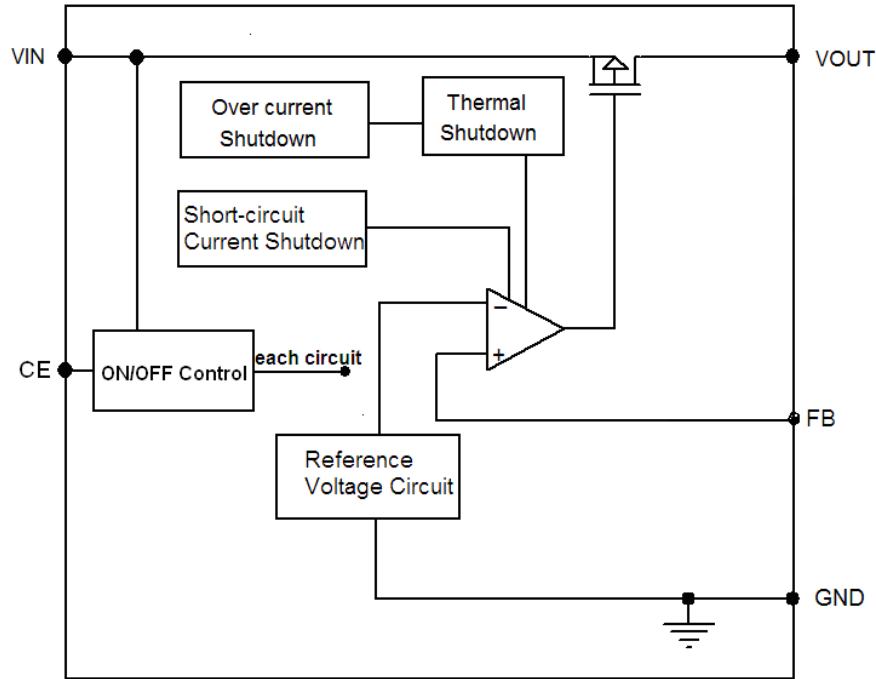 VIN
VOUT
Over current
Shutdown
Thermal
Shutdown
Short-circuit
Current Shutdown
−
+
CE
ON/OFF Control
each circuit
FB
Reference
Voltage Circuit
GND